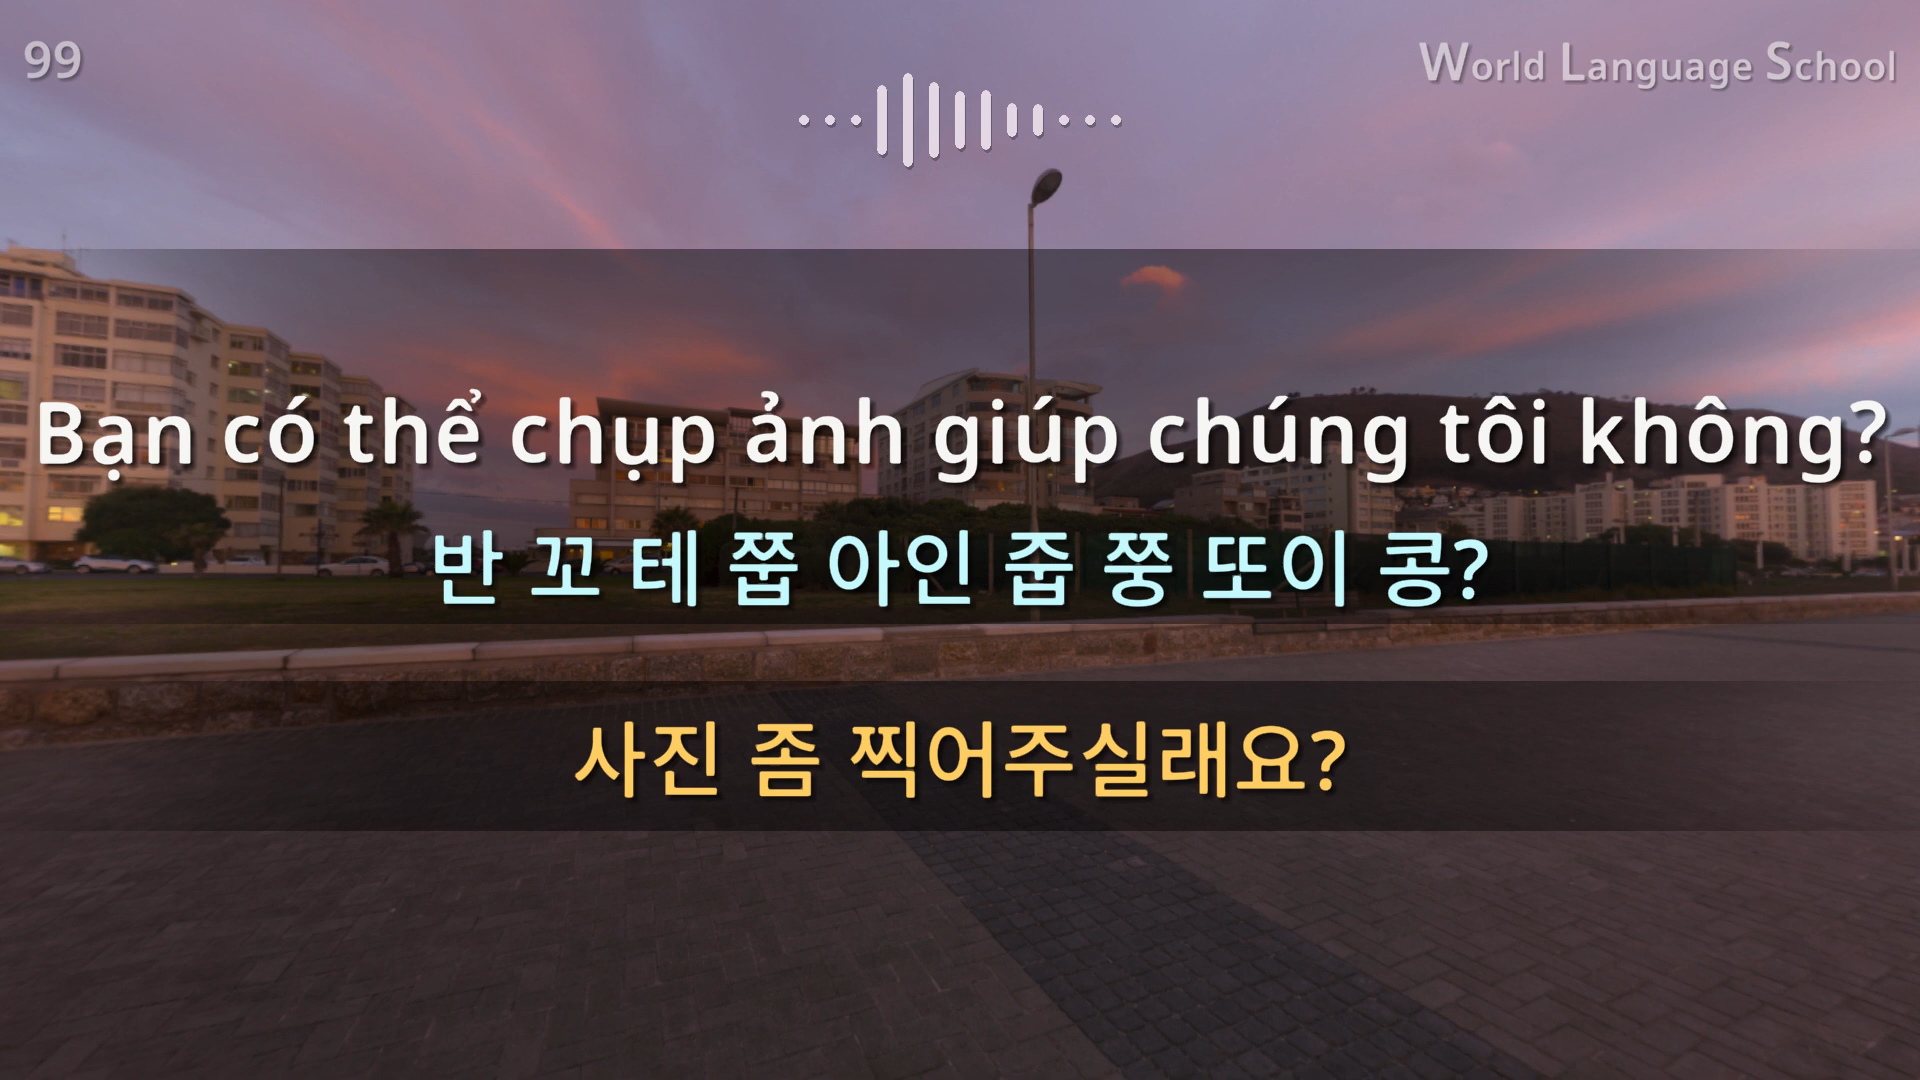 99
World Language School
Bạn có thể chụp ảnh giúp chúng tôi không?
반 꼬 테 쭙 아인 줍 쭝 또이 콩?
사진 좀 찍어주실래요?